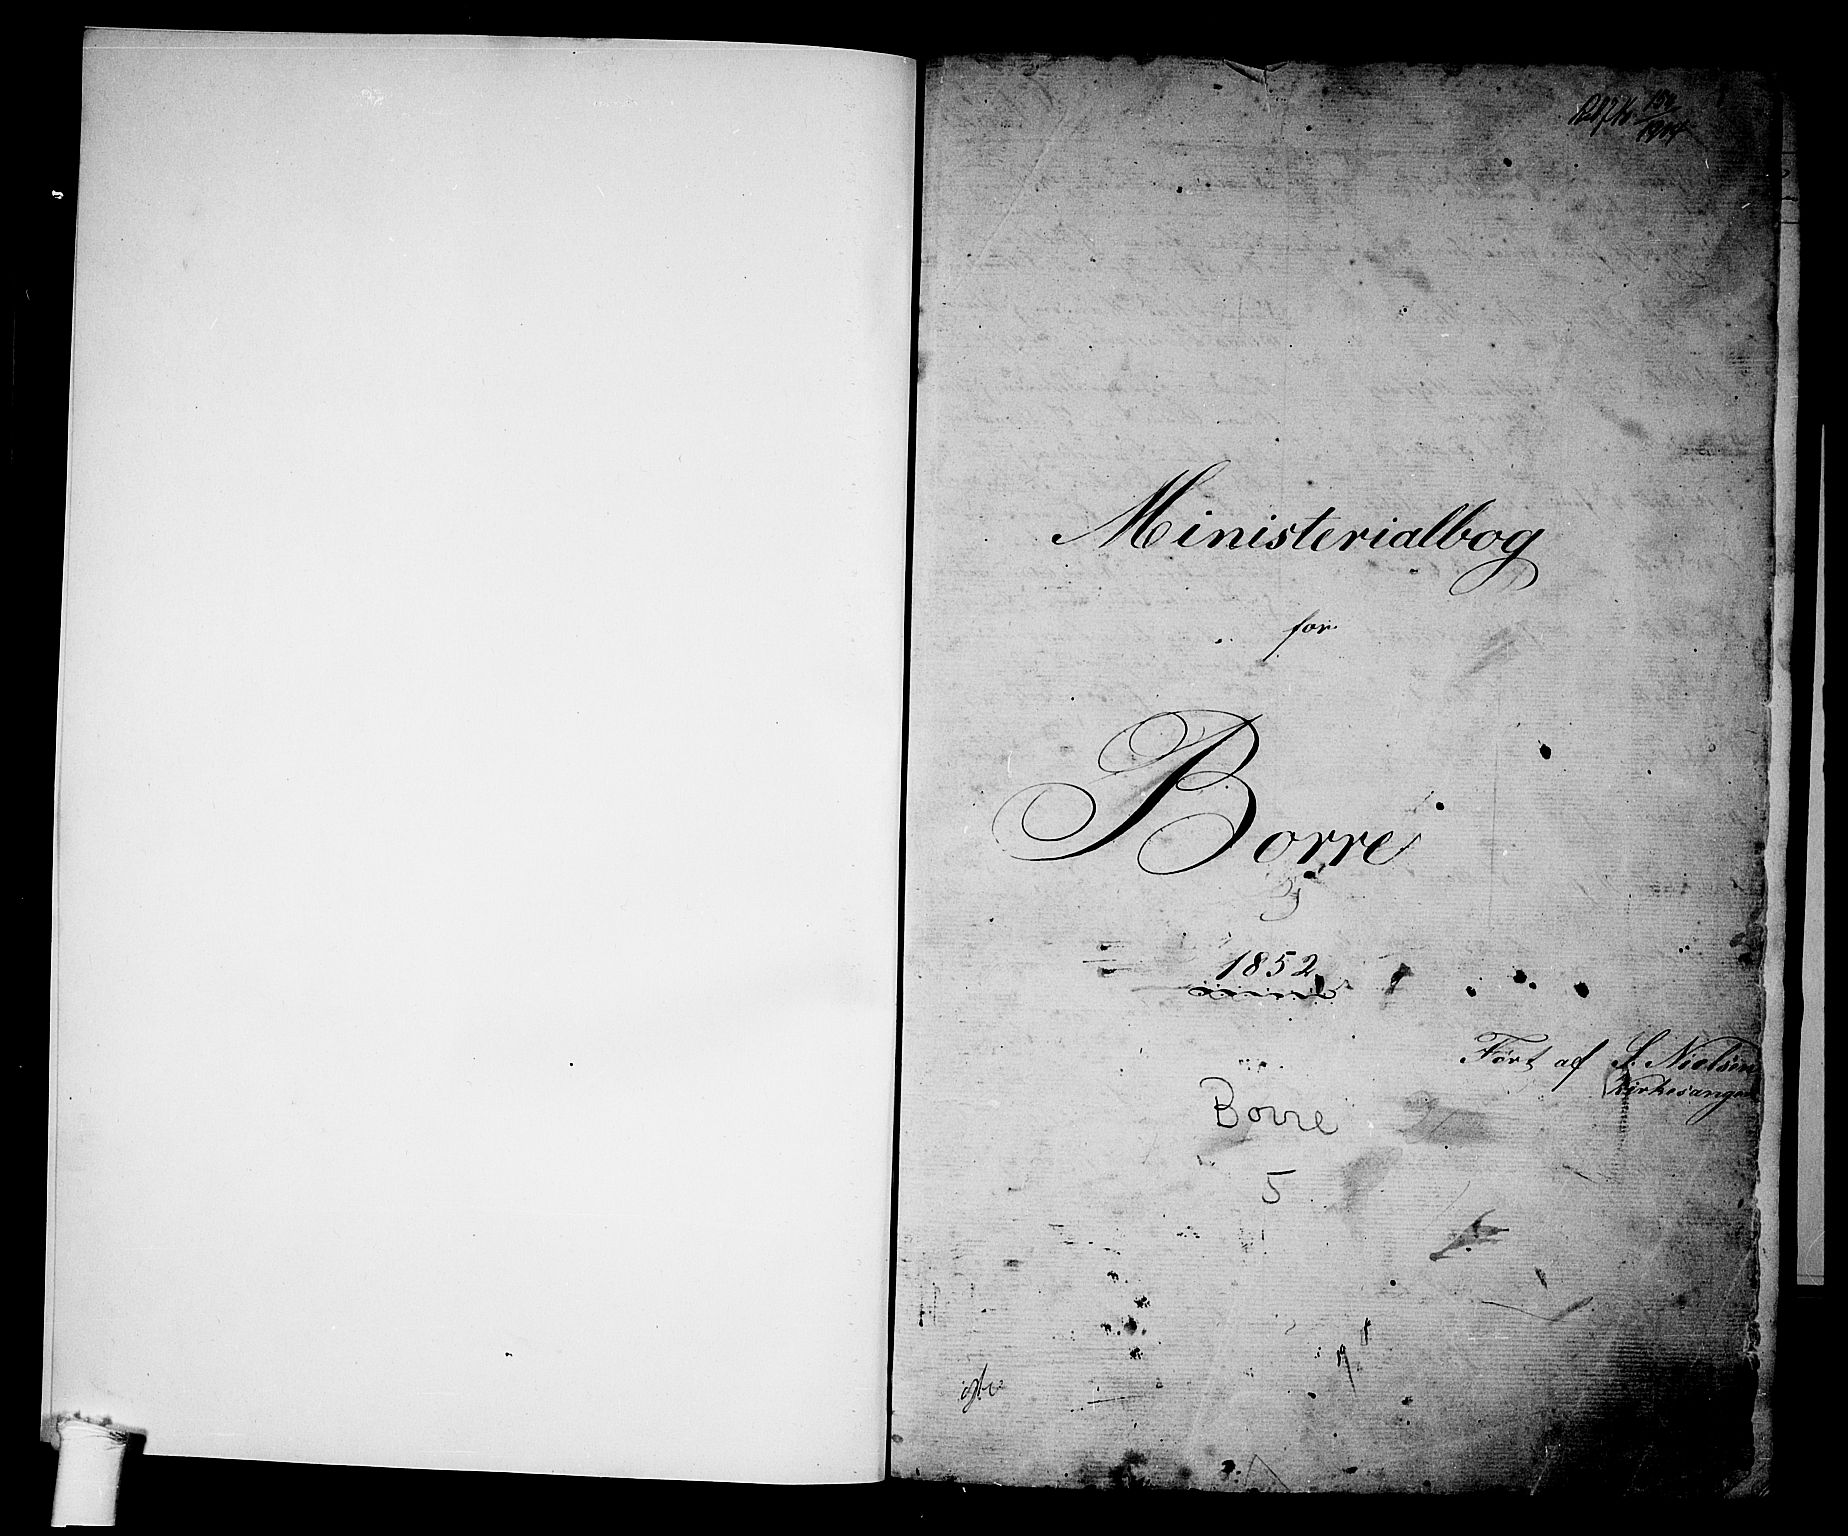 Ministerialbog
for
Borre
1852
Ført af S. Nielsen
Kirkesanger
Borre
5